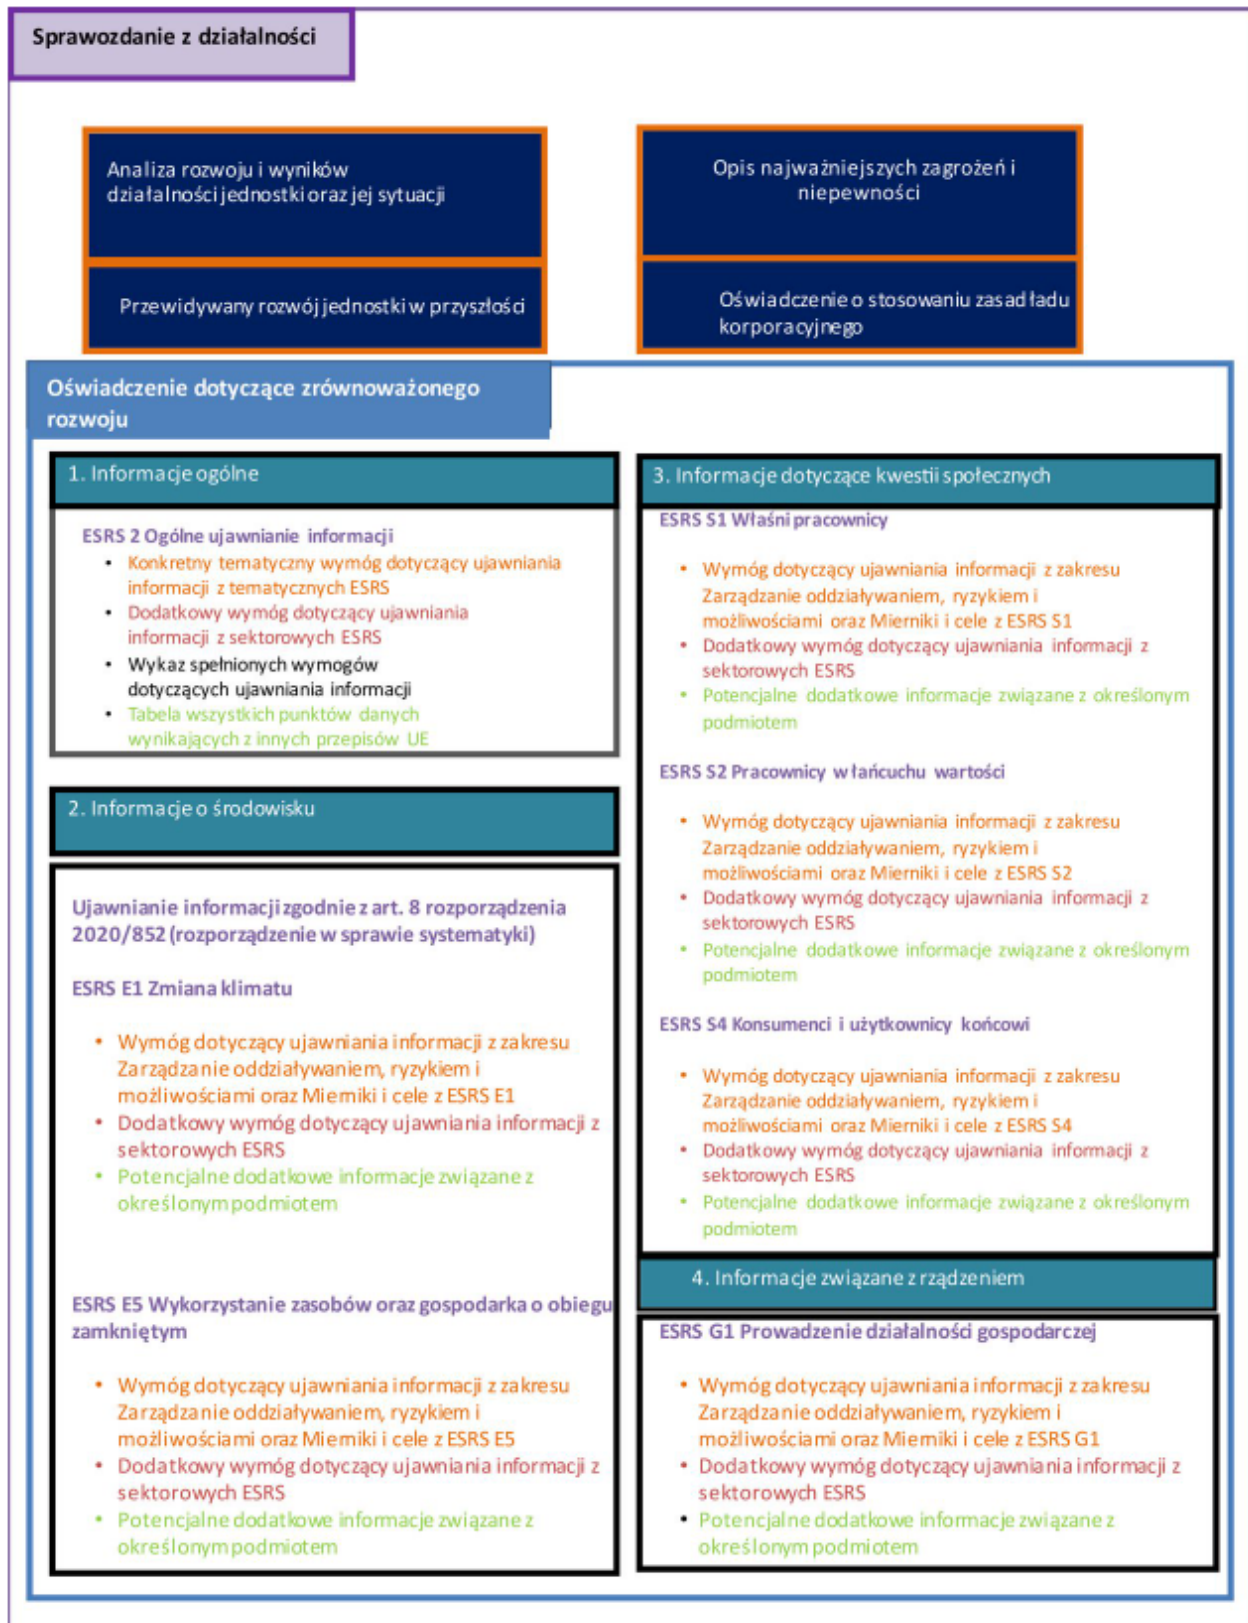 Sprawozdanie z działalności
Analiza rozwoju i wyników
działalności jednostki oraz jej sytuacji
Opis najważniejszych zagrożeń i
niepewności
Przewidywany rozwój jednostki w przyszłości
Oświadczenie o stosowaniu zasad ładu
korporacyjnego
Oświadczenie dotyczące zrównoważonego
rozwoju
1. Informacje ogólne
ESRS 2 Ogólne ujawnianie informacji
• Konkretny tematyczny wymóg dotyczący ujawniania
informacji z tematycznych ESRS
• Dodatkowy wymóg dotyczący ujawniania
informacji z sektorowych ESRS
• Wykaz spełnionych wymogów
dotyczących ujawniania informacji
• Tabela wszystkich punktów danych
wynikających z innych przepisów UE
2. Informacje o środowisku
Ujawnianie informacji zgodnie z art. 8 rozporządzenia
2020/852 (rozporządzenie w sprawie systematyki)
ESRS E1 Zmiana klimatu
• Wymóg dotyczący ujawniania informacji z zakresu
Zarządzanie oddziaływaniem, ryzykiem i
możliwościami oraz Mierniki i cele z ESRS E1
• Dodatkowy wymóg dotyczący ujawniania informacji z
sektorowych ESRS
• Potencjalne dodatkowe informacje związane z
określonym podmiotem
ESRS E5 Wykorzystanie zasobów oraz gospodarka o obiegu
zamkniętym
• Wymóg dotyczący ujawniania informacji z zakresu
Zarządzanie oddziaływaniem, ryzykiem i
możliwościami oraz Mierniki i cele z ESRS E5
• Dodatkowy wymóg dotyczący ujawniania informacji z
sektorowych ESRS
• Potencjalne dodatkowe informacje związane z
określonym podmiotem
3. Informacje dotyczące kwestii społecznych
ESRS S1 Właśni pracownicy
• Wymóg dotyczący ujawniania informacji z zakresu
Zarządzanie oddziaływaniem, ryzykiem i
możliwościami oraz Mierniki i cele z ESRS S1
• Dodatkowy wymóg dotyczący ujawniania informacji z
sektorowych ESRS
• Potencjalne dodatkowe informacje związane z określonym
podmiotem
ESRS S2 Pracownicy w łańcuchu wartości
• Wymóg dotyczący ujawniania informacji z zakresu
Zarządzanie oddziaływaniem, ryzykiem i
możliwościami oraz Mierniki i cele z ESRS S2
• Dodatkowy wymóg dotyczący ujawniania informacji z
sektorowych ESRS
• Potencjalne dodatkowe informacje związane z określonym
podmiotem
ESRS S4 Konsumenci i użytkownicy końcowi
• Wymóg dotyczący ujawniania informacji z zakresu
Zarządzanie oddziaływaniem, ryzykiem i
możliwościami oraz Mierniki i cele z ESRS S4
• Dodatkowy wymóg dotyczący ujawniania informacji z
sektorowych ESRS
• Potencjalne dodatkowe informacje związane z określonym
podmiotem
4. Informacje związane z rządzeniem
ESRS G1 Prowadzenie działalności gospodarczej
• Wymóg dotyczący ujawniania informacji z zakresu
Zarządzanie oddziaływaniem, ryzykiem i
możliwościami oraz Mierniki i cele z ESRS G1
• Dodatkowy wymóg dotyczący ujawniania informacji z
sektorowych ESRS
• Potencjalne dodatkowe informacje związane z
określonym podmiotem